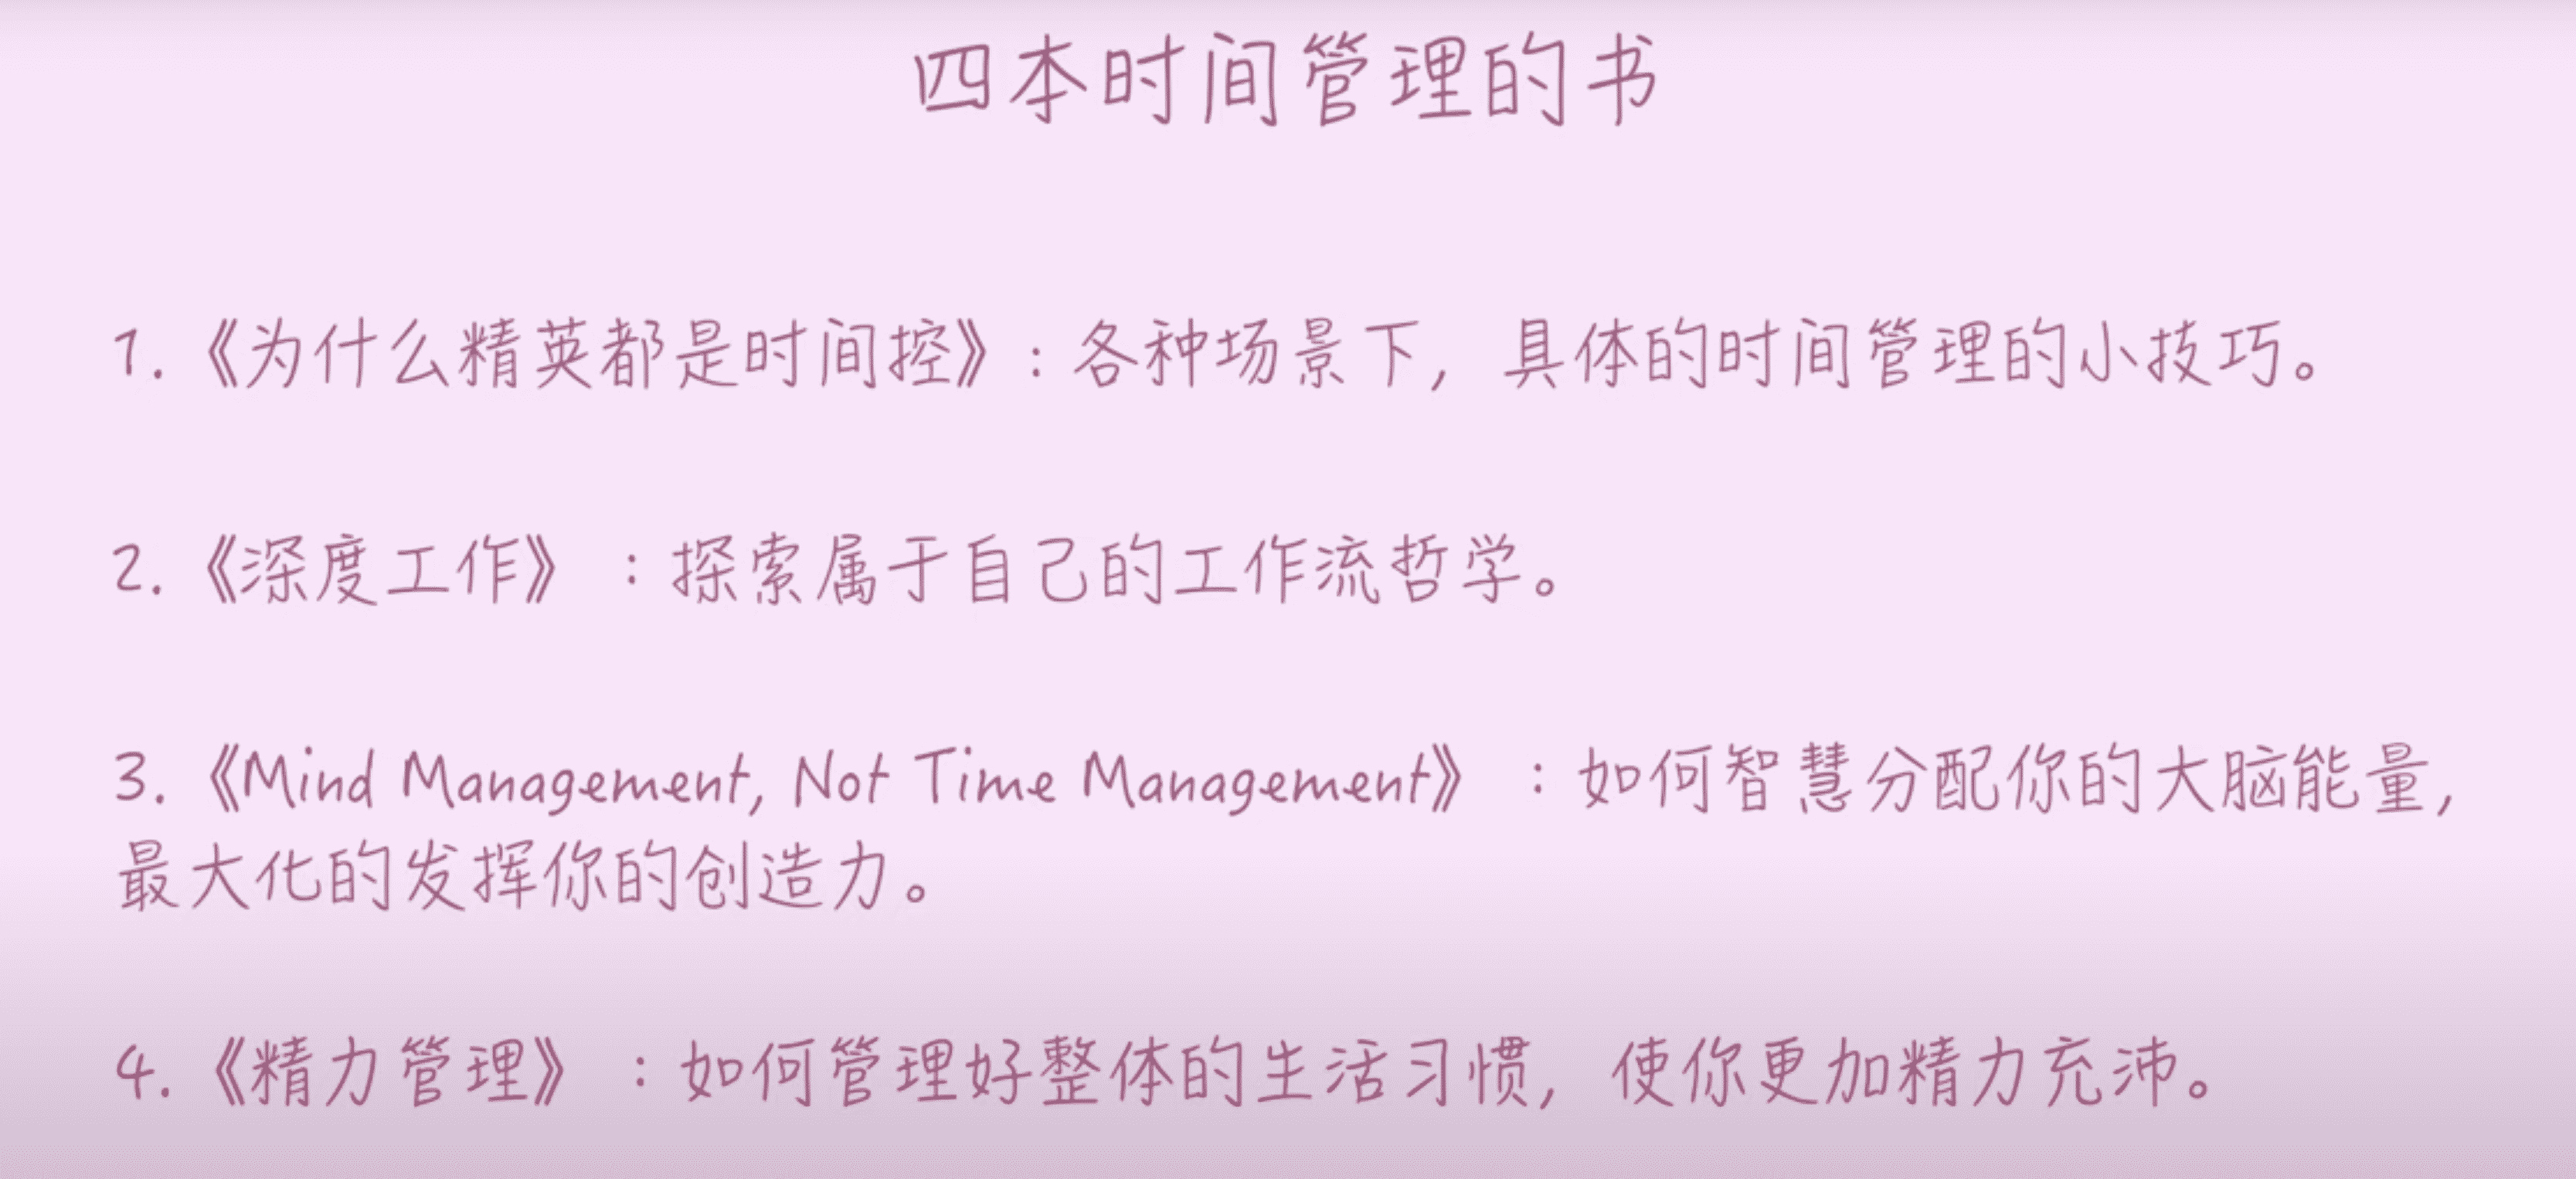 四本时间管理的书
1.《为什么精英都是时间控》:各种场景下，具体的时间管理的小技巧。
2.《深度工作》：探索属于自己的工作流哲学。
3.《Mind Management, Not Time Management》：如何智慧分配你的大脑能量，
最大化的发挥你的创造力。
4.《精力管理》：如何管理好整体的生活习惯，使你更加精力充沛。